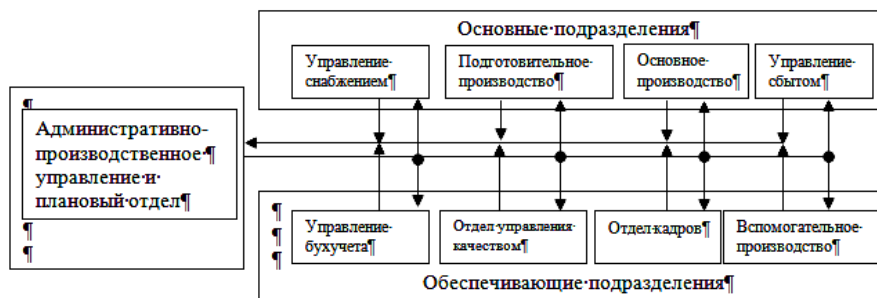 Основные·подразделения¶
Управление·
снабжением¶
Подготовительное·
производство¶
Основное·
производство¶
Управление·
сбытом¶
¶
Административно-
производственное·¶
управление·и·
плановый·отдел¶
¶
¶
¶
¶
¶
Управление·
бухучета¶
Отдел·управления·
качеством¶
Отдел·кадров¶
Вспомогательное·
производство¶
Обеспечивающие·подразделения¶